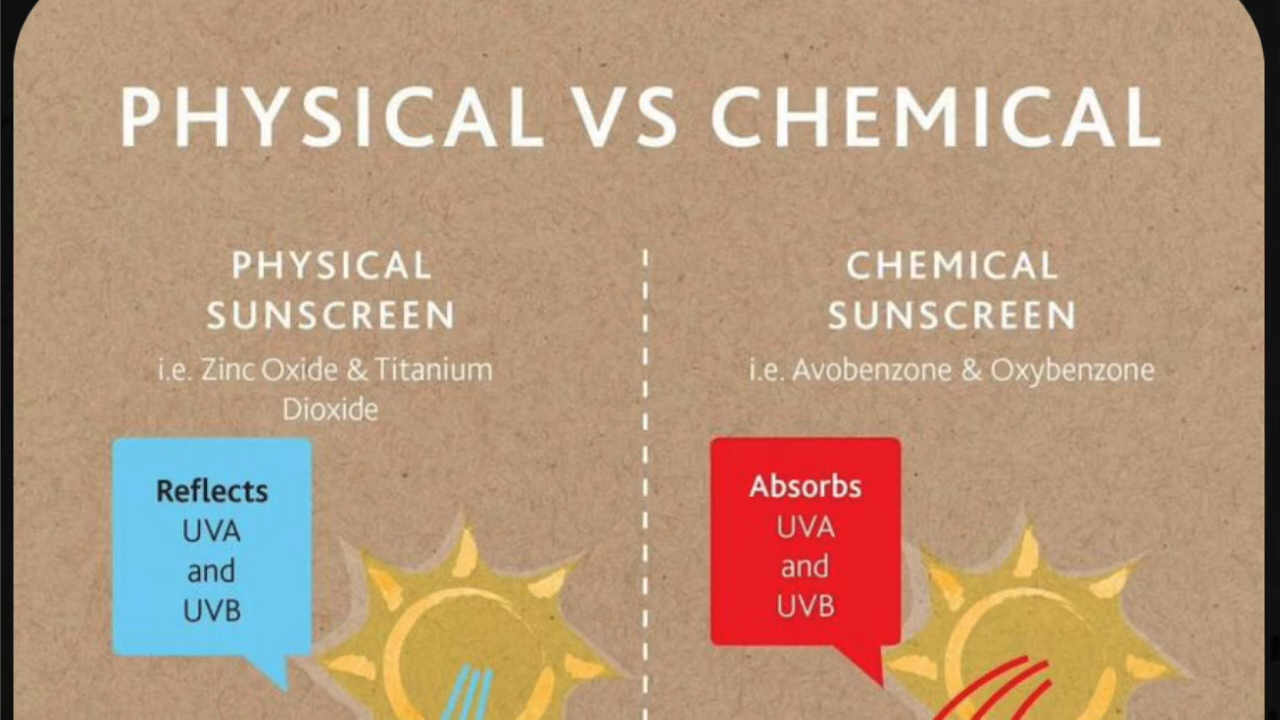 PHYSICAL VS CHEMICAL
PHYSICAL
SUNSCREEN
i.e. Zinc Oxide & Titanium
Dioxide
Reflects
UVA
and
UVB
CHEMICAL
SUNSCREEN
i.e. Avobenzone & Oxybenzone
Absorbs
UVA
and
UVB